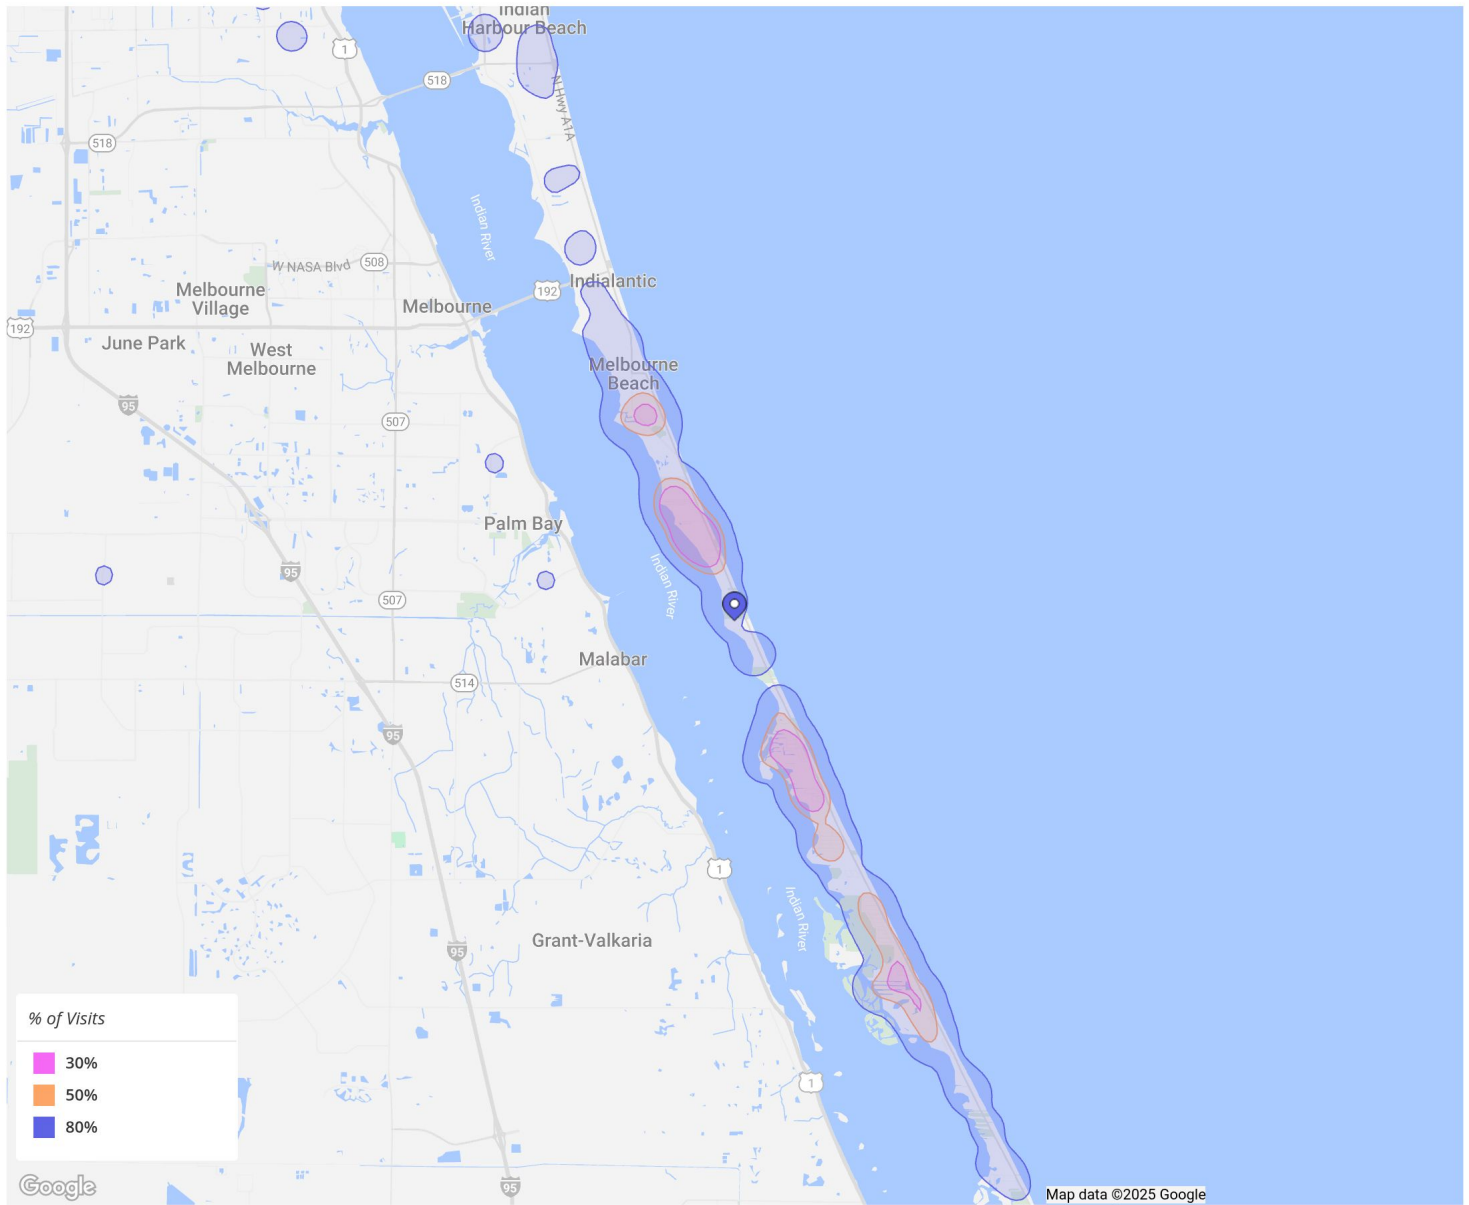 Indian
Harbour Beach
1
518
N Hwy A1A
518
Indian River
W NASA Blvd
508
Indialantic
Melbourne
Village
192
Melbourne
192
June Park
West
Melbourne
Melbourne
Beach
95
507
Palm Bay
Indian River
95
507
Malabar
514
95
1
Indian River
Grant-Valkaria
95
% of Visits
30%
50%
80%
1
Google
95
Map data ©2025 Google